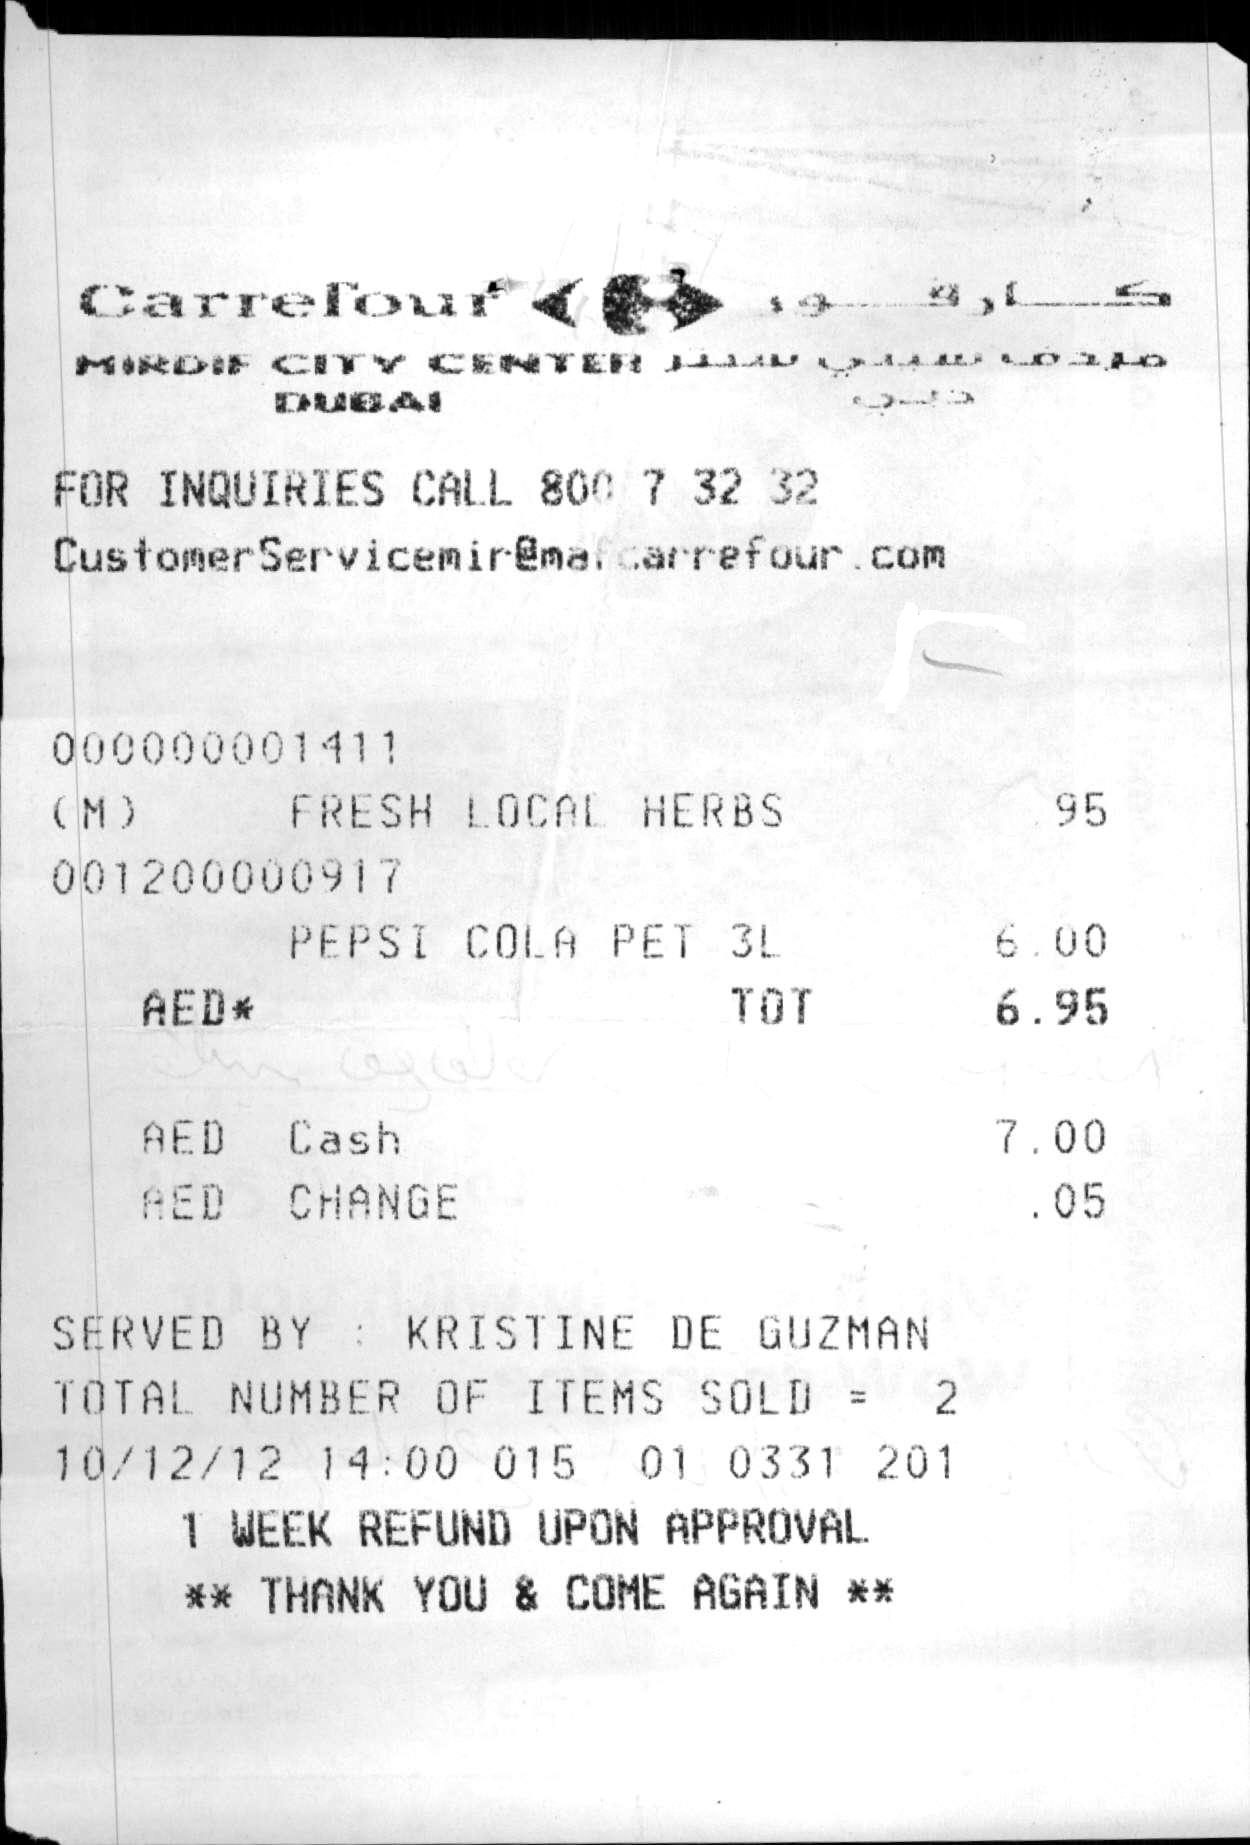 Carrefour كارفور
MIRDIF CITY CENTER مردف سيتي سنتر
DUBAI دبي
FOR INQUIRIES CALL 800 7 32 32
CustomerServicemir@mafcarrefour.com
000000001411
(M) FRESH LOCAL HERBS .95
001200000917
PEPSI COLA PET 3L 6.00
AED* TOT 6.95
AED Cash 7.00
AED CHANGE .05
SERVED BY : KRISTINE DE GUZMAN
TOTAL NUMBER OF ITEMS SOLD = 2
10/12/12 14:00 015 01 0331 201
1 WEEK REFUND UPON APPROVAL
** THANK YOU & COME AGAIN **